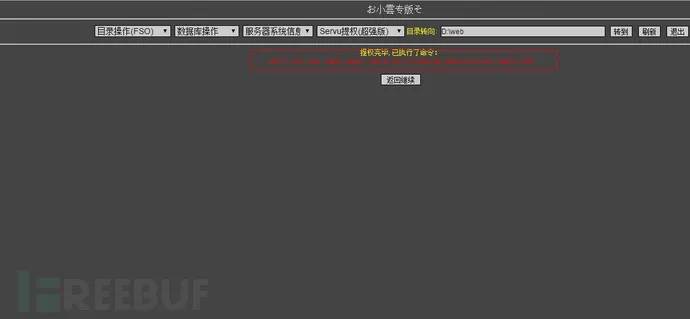 お小雲专版そ
目录操作(FSO) 数据库操作 服务器系统信息 Servu提权(超强版) 目录转向: D:\web 转到 刷新 退出
提权完毕,已执行了命令:
返回继续
REEBUF